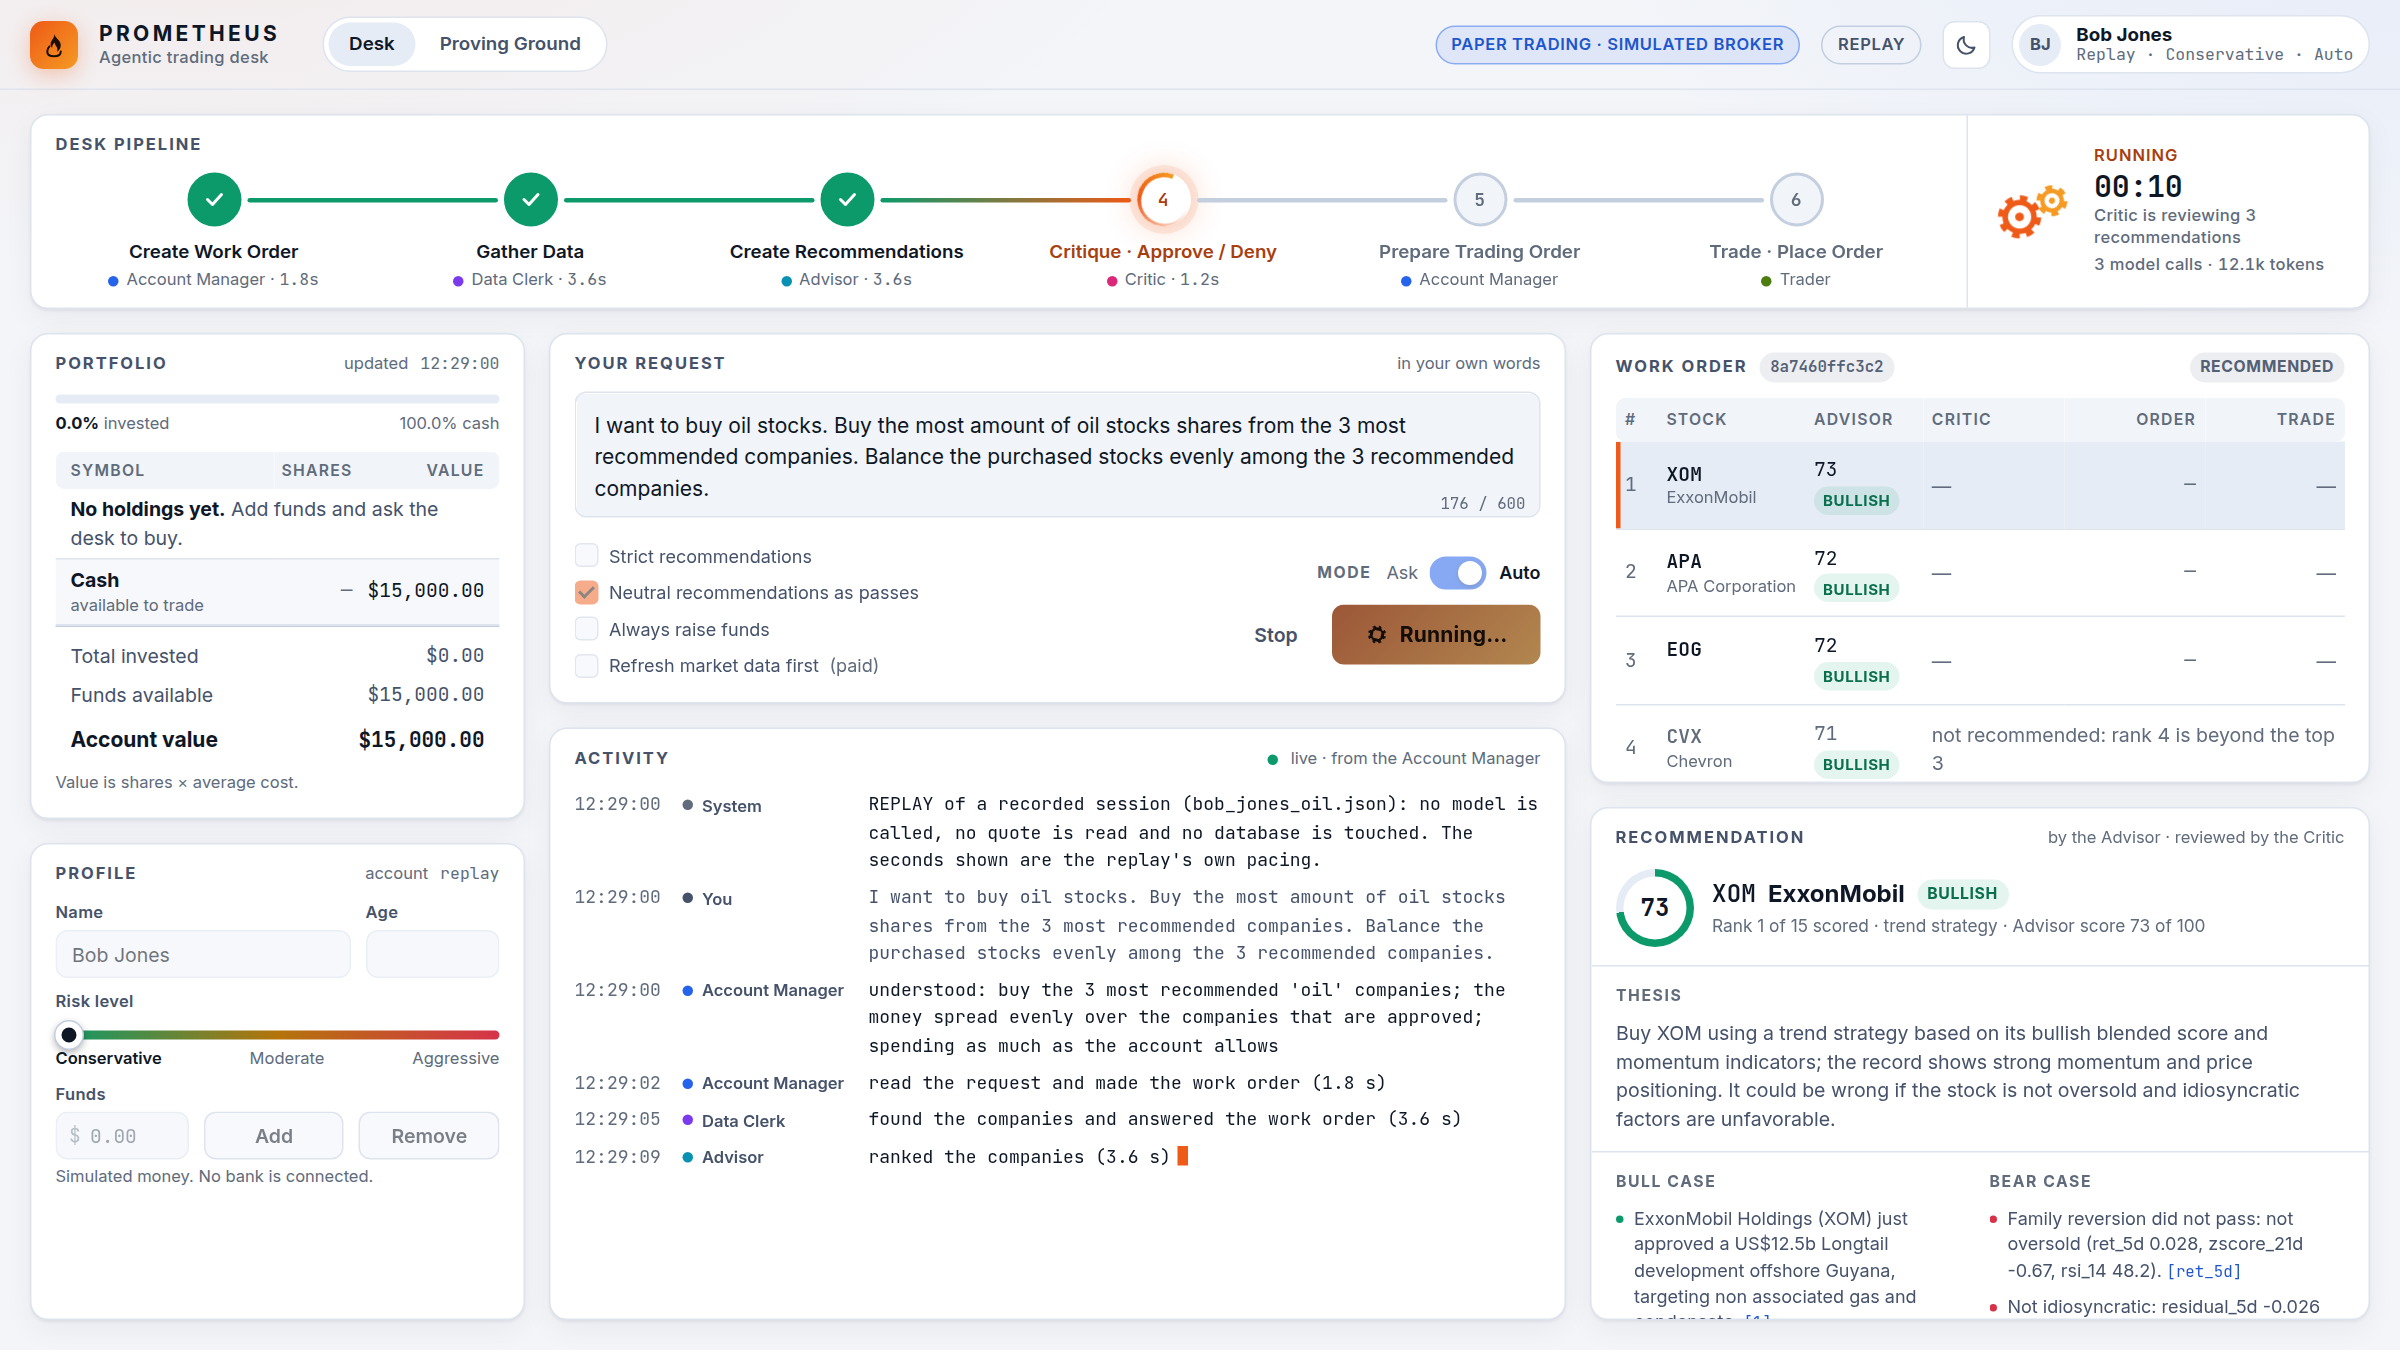 PROMETHEUS
Agentic trading desk
Desk
Proving Ground
PAPER TRADING · SIMULATED BROKER
REPLAY
BJ
Bob Jones
Replay · Conservative · Auto
DESK PIPELINE
4
5
6
Create Work Order
Gather Data
Create Recommendations
Critique · Approve / Deny
Prepare Trading Order
Trade · Place Order
Account Manager · 1.8s
Data Clerk · 3.6s
Advisor · 3.6s
Critic · 1.2s
Account Manager
Trader
RUNNING
00:10
Critic is reviewing 3
recommendations
3 model calls · 12.1k tokens
PORTFOLIO
updated 12:29:00
0.0% invested
100.0% cash
SYMBOL SHARES VALUE
No holdings yet. Add funds and ask the
desk to buy.
Cash
available to trade
– $15,000.00
Total invested $0.00
Funds available $15,000.00
Account value $15,000.00
Value is shares × average cost.
PROFILE
account replay
Name
Age
Bob Jones
Risk level
Conservative Moderate Aggressive
Funds
$ 0.00
Add
Remove
Simulated money. No bank is connected.
YOUR REQUEST
in your own words
I want to buy oil stocks. Buy the most amount of oil stocks shares from the 3 most
recommended companies. Balance the purchased stocks evenly among the 3 recommended
companies.
176 / 600
Strict recommendations
Neutral recommendations as passes
Always raise funds
Refresh market data first (paid)
MODE Ask Auto
Stop
Running...
ACTIVITY
live · from the Account Manager
12:29:00 System REPLAY of a recorded session (bob_jones_oil.json): no model is
called, no quote is read and no database is touched. The
seconds shown are the replay's own pacing.
12:29:00 You I want to buy oil stocks. Buy the most amount of oil stocks
shares from the 3 most recommended companies. Balance the
purchased stocks evenly among the 3 recommended companies.
12:29:00 Account Manager understood: buy the 3 most recommended 'oil' companies; the
money spread evenly over the companies that are approved;
spending as much as the account allows
12:29:02 Account Manager read the request and made the work order (1.8 s)
12:29:05 Data Clerk found the companies and answered the work order (3.6 s)
12:29:09 Advisor ranked the companies (3.6 s)
WORK ORDER
8a7460ffc3c2
RECOMMENDED
# STOCK ADVISOR CRITIC ORDER TRADE
1 XOM ExxonMobil 73 BULLISH — – —
2 APA APA Corporation 72 BULLISH — – —
3 EOG 72 BULLISH — – —
4 CVX Chevron 71 BULLISH not recommended: rank 4 is beyond the top
3
RECOMMENDATION
by the Advisor · reviewed by the Critic
73
XOM ExxonMobil BULLISH
Rank 1 of 15 scored · trend strategy · Advisor score 73 of 100
THESIS
Buy XOM using a trend strategy based on its bullish blended score and
momentum indicators; the record shows strong momentum and price
positioning. It could be wrong if the stock is not oversold and idiosyncratic
factors are unfavorable.
BULL CASE
ExxonMobil Holdings (XOM) just
approved a US$12.5b Longtail
development offshore Guyana,
targeting non associated gas and
BEAR CASE
Family reversion did not pass: not
oversold (ret_5d 0.028, zscore_21d
-0.67, rsi_14 48.2). [ret_5d]
Not idiosyncratic: residual_5d -0.026